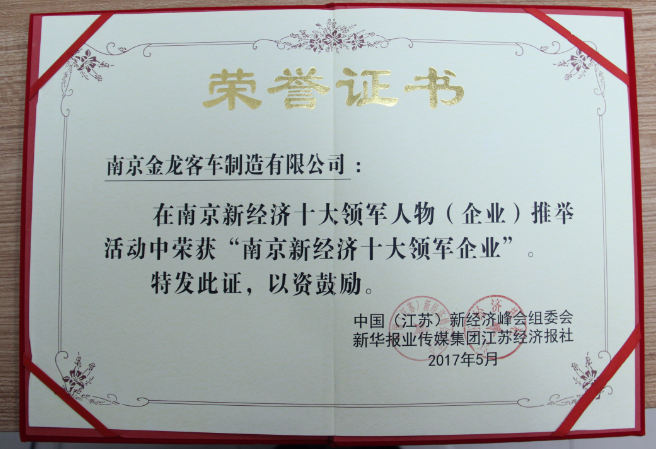 荣誉证书
南京金龙客车制造有限公司：
在南京新经济十大领军人物（企业）推举
活动中荣获“南京新经济十大领军企业”。
特发此证，以资鼓励。
中国（江苏）新经济峰会组委会
新华报业传媒集团江苏经济报社
2017年5月